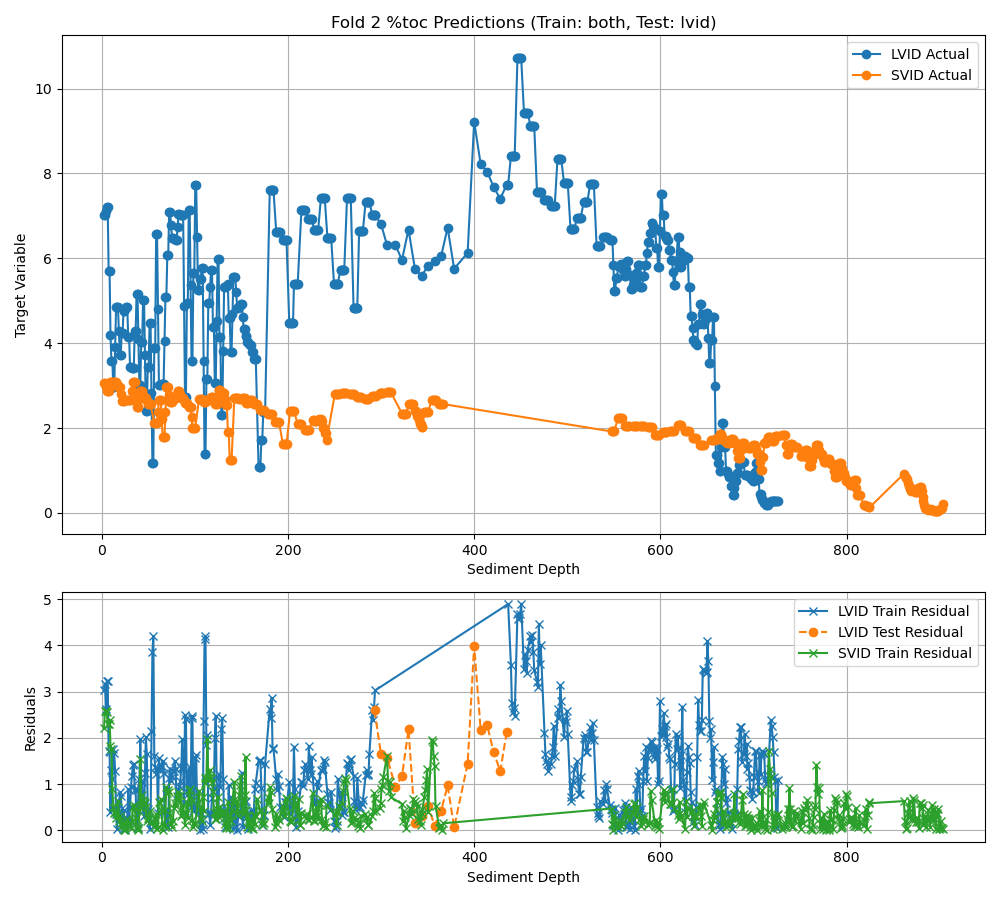 Fold 2 %toc Predictions (Train: both, Test: lvid)
LVID Actual
SVID Actual
Target Variable
10
8
6
4
2
0
0 200 400 600 800
Sediment Depth
LVID Train Residual
LVID Test Residual
SVID Train Residual
Residuals
5
4
3
2
1
0
0 200 400 600 800
Sediment Depth